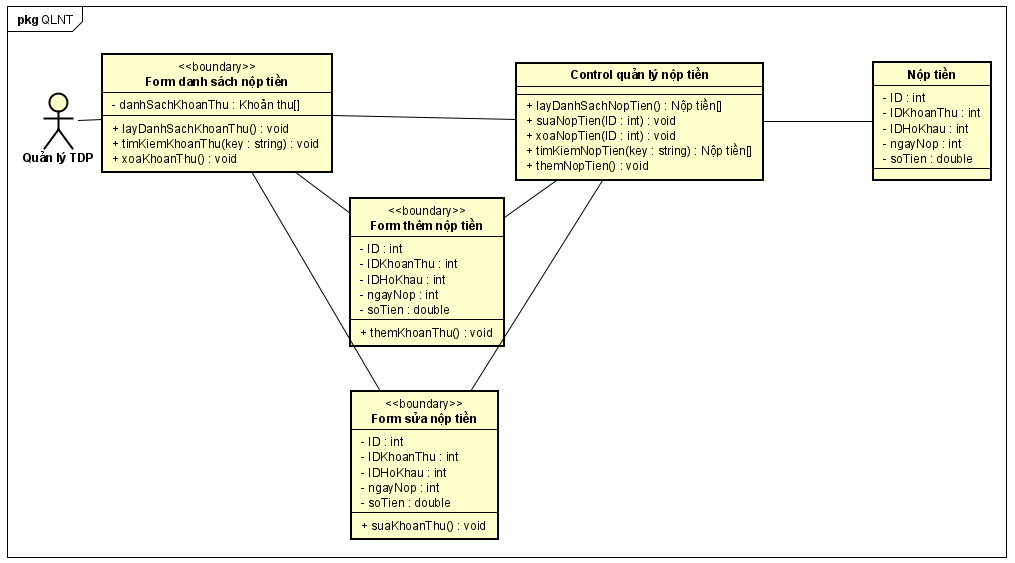 pkg QLNT
<<boundary>>
Form danh sách nộp tiền
- danhSachKhoanThu : Khoản thu[]
+ layDanhSachKhoanThu() : void
+ timKiemKhoanThu(key : string) : void
+ xoaKhoanThu() : void
Quản lý TDP
Control quản lý nộp tiền
+ layDanhSachNopTien() : Nộp tiền[]
+ suaNopTien(ID : int) : void
+ xoaNopTien(ID : int) : void
+ timKiemNopTien(key : string) : Nộp tiền[]
+ themNopTien() : void
Nộp tiền
- ID : int
- IDKhoanThu : int
- IDHoKhau : int
- ngayNop : int
- soTien : double
<<boundary>>
Form thêm nộp tiền
- ID : int
- IDKhoanThu : int
- IDHoKhau : int
- ngayNop : int
- soTien : double
+ themKhoanThu() : void
<<boundary>>
Form sửa nộp tiền
- ID : int
- IDKhoanThu : int
- IDHoKhau : int
- ngayNop : int
- soTien : double
+ suaKhoanThu() : void